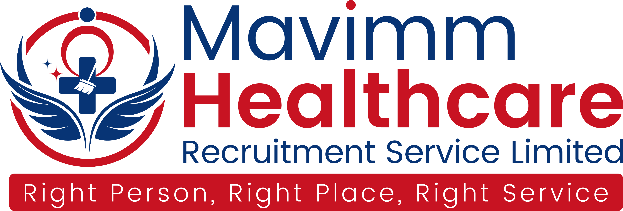 Mavimm
Healthcare
Recruitment Service Limited
Right Person, Right Place, Right Service